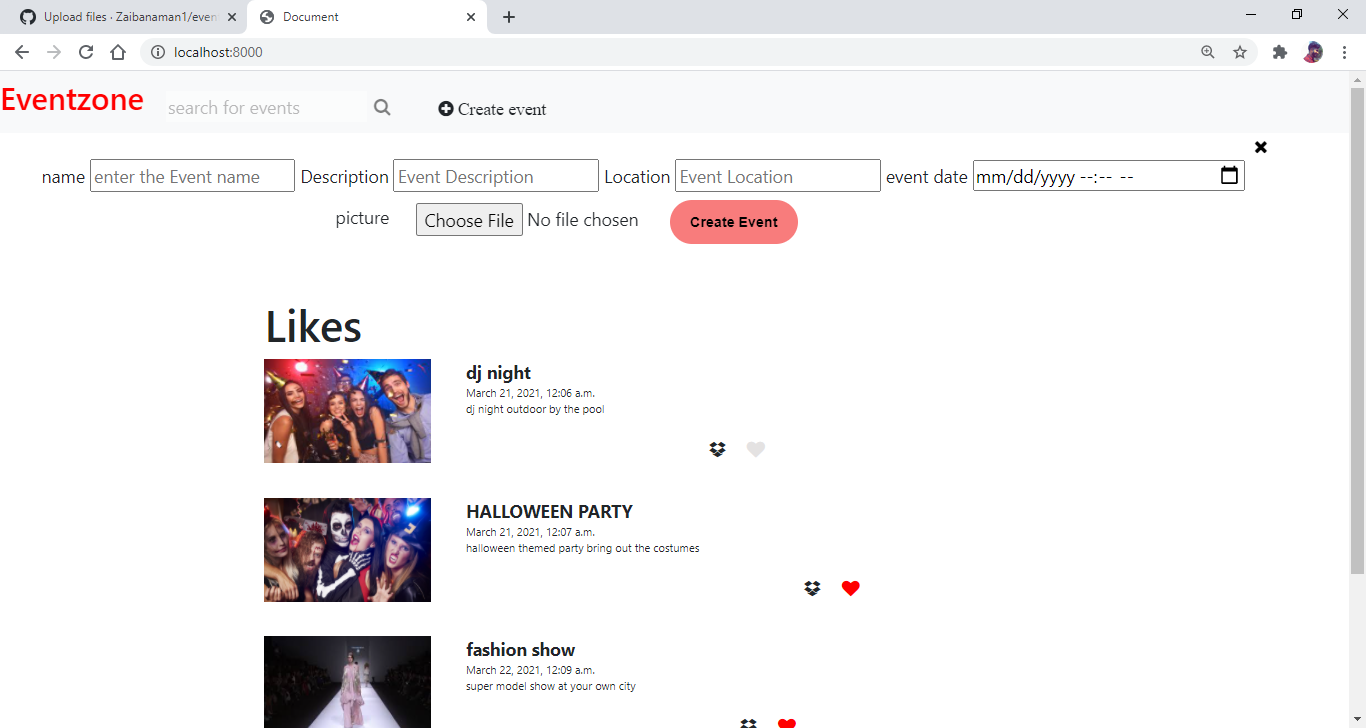 Upload files · Zaibanaman1/even
Document
localhost:8000
Eventzone
search for events
Create event
name
enter the Event name
Description
Event Description
Location
Event Location
event date
mm/dd/yyyy --:-- --
picture
Choose File
No file chosen
Create Event
Likes
dj night
March 21, 2021, 12:06 a.m.
dj night outdoor by the pool
HALLOWEEN PARTY
March 21, 2021, 12:07 a.m.
halloween themed party bring out the costumes
fashion show
March 22, 2021, 12:09 a.m.
super model show at your own city